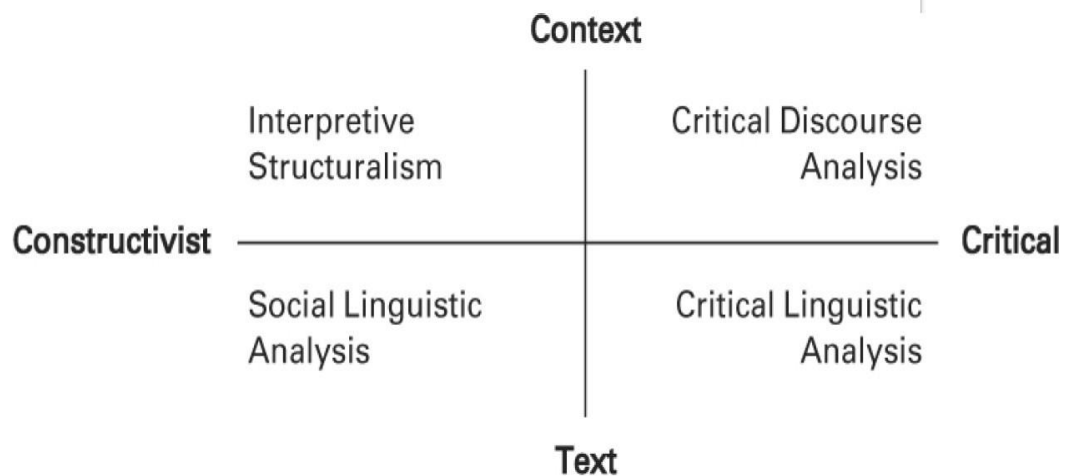 Context
Interpretive
Structuralism
Critical Discourse
Analysis
Constructivist
Critical
Social Linguistic
Analysis
Critical Linguistic
Analysis
Text